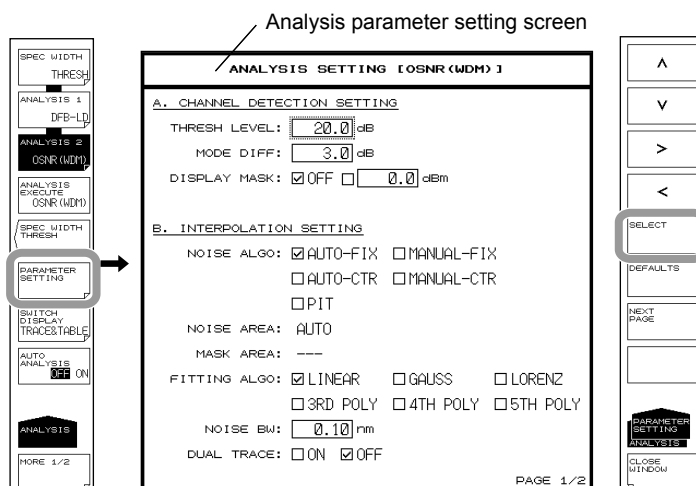 Analysis parameter setting screen
SPEC WIDTH
THRESH
ANALYSIS 1
DFB-LD
ANALYSIS 2
OSNR(WDM)
ANALYSIS
EXECUTE
OSNR(WDM)
SPEC WIDTH
THRESH
PARAMETER
SETTING
SWITCH
DISPLAY
TRACE&TABLE
AUTO
ANALYSIS
OFF ON
ANALYSIS
MORE 1/2
ANALYSIS SETTING [OSNR(WDM)]
A. CHANNEL DETECTION SETTING
THRESH LEVEL: 20.0 dB
MODE DIFF: 3.0 dB
DISPLAY MASK: ☑OFF ☐ 0.0 dBm
B. INTERPOLATION SETTING
NOISE ALGO: ☑AUTO-FIX ☐MANUAL-FIX
☐AUTO-CTR ☐MANUAL-CTR
☐PIT
NOISE AREA: AUTO
MASK AREA: ---
FITTING ALGO: ☑LINEAR ☐GAUSS ☐LORENZ
☐3RD POLY ☐4TH POLY ☐5TH POLY
NOISE BW: 0.10 nm
DUAL TRACE: ☐ON ☑OFF
PAGE 1/2
∧
∨
>
<
SELECT
DEFAULTS
NEXT
PAGE
PARAMETER
SETTING
ANALYSIS
CLOSE
WINDOW